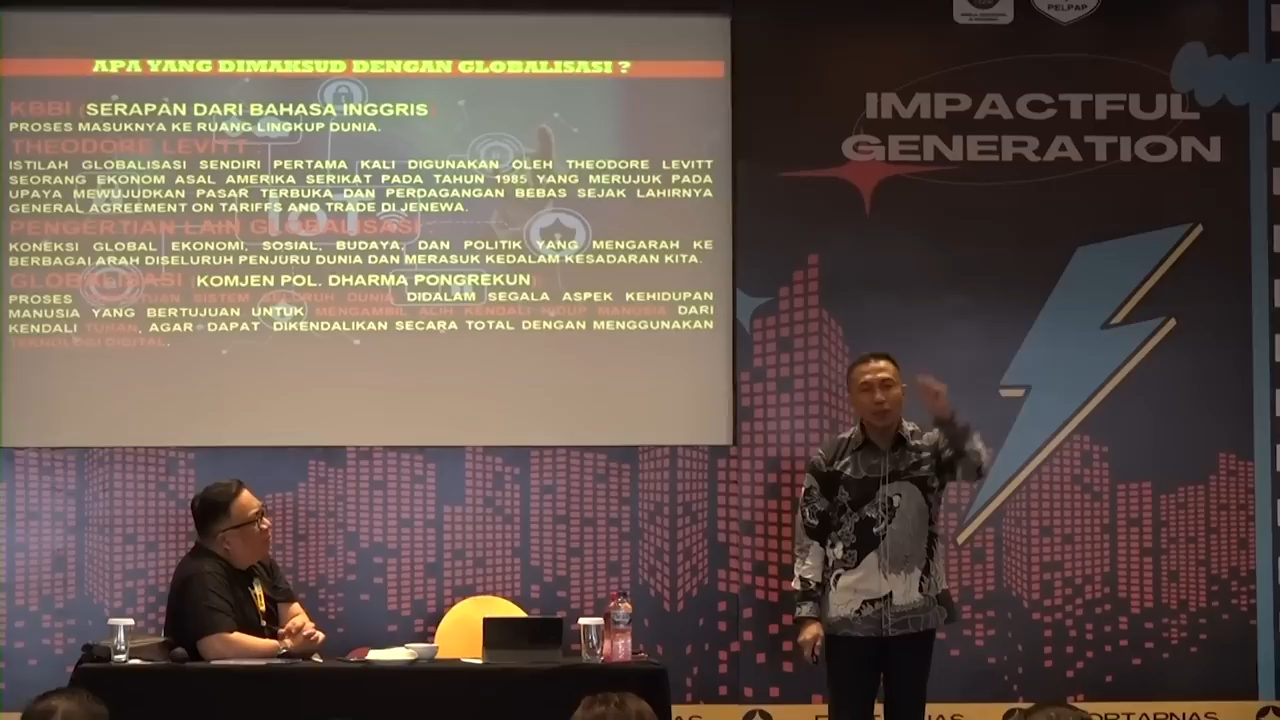 PELPAP
APA YANG DIMAKSUD DENGAN GLOBALISASI ?
KBBI (SERAPAN DARI BAHASA INGGRIS)
PROSES MASUKNYA KE RUANG LINGKUP DUNIA.
THEODORE LEVITT :
ISTILAH GLOBALISASI SENDIRI PERTAMA KALI DIGUNAKAN OLEH THEODORE LEVITT
SEORANG EKONOM ASAL AMERIKA SERIKAT PADA TAHUN 1985 YANG MERUJUK PADA
UPAYA MEWUJUDKAN PASAR TERBUKA DAN PERDAGANGAN BEBAS SEJAK LAHIRNYA
GENERAL AGREEMENT ON TARIFFS AND TRADE DI JENEWA.
IoT
PENGERTIAN LAIN GLOBALISASI :
KONEKSI GLOBAL EKONOMI, SOSIAL, BUDAYA, DAN POLITIK YANG MENGARAH KE
BERBAGAI ARAH DISELURUH PENJURU DUNIA DAN MERASUK KEDALAM KESADARAN KITA.
GLOBALISASI (KOMJEN POL. DHARMA PONGREKUN):
PROSES SISTEM SELURUH DUNIA DIDALAM SEGALA ASPEK KEHIDUPAN
MANUSIA YANG BERTUJUAN UNTUK MENGAMBIL ALIH KENDALI HIDUP MANUSIA DARI
KENDALI TUHAN, AGAR DAPAT DIKENDALIKAN SECARA TOTAL DENGAN MENGGUNAKAN
TEKNOLOGI DIGITAL.
IMPACTFUL
GENERATION